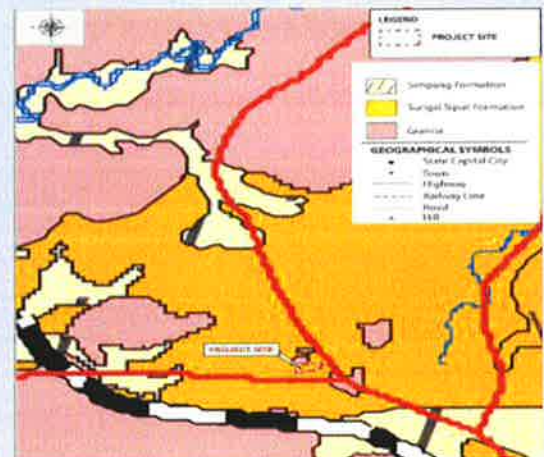 LEGEND
PROJECT SITE
Simpang Formation
Sungai Siput Formation
Granite
GEOGRAPHICAL SYMBOLS
State Capital City
Town
Highway
Railway Line
Road
Hill
PROJECT SITE